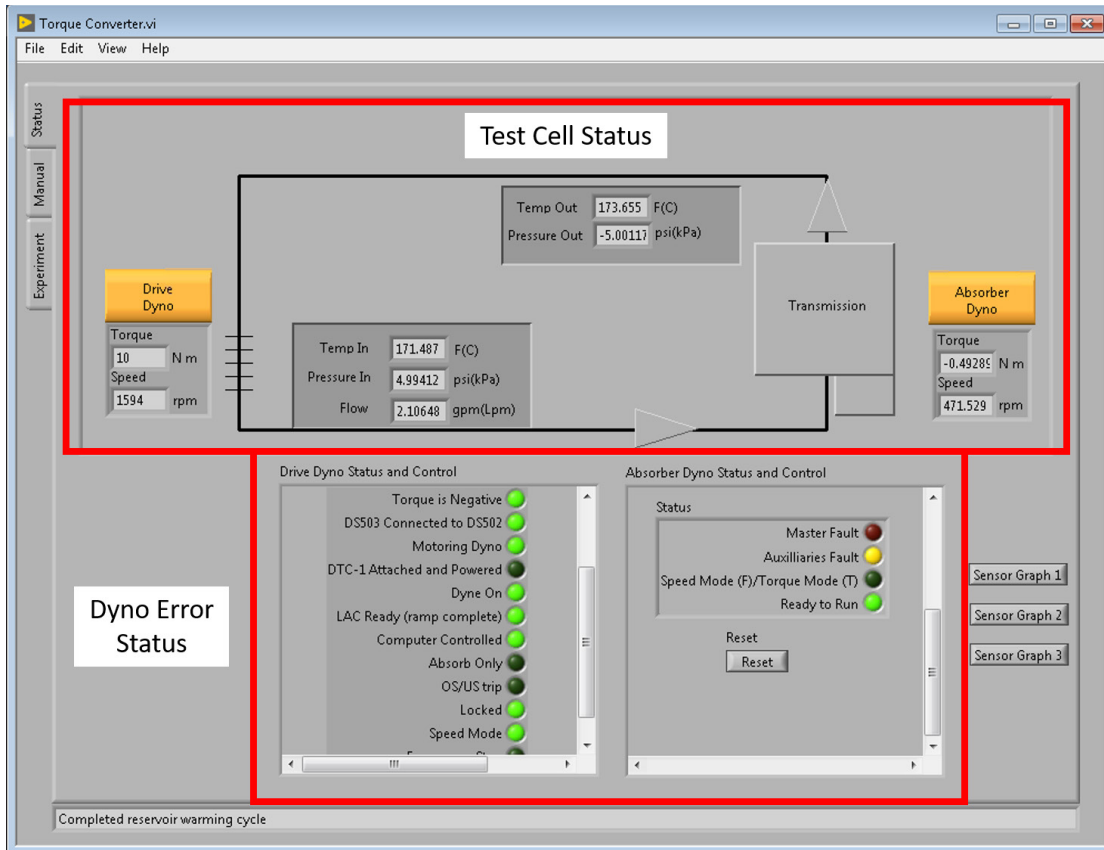 Torque Converter.vi
File Edit View Help
Status
Manual
Experiment
Test Cell Status
Temp Out 173.655 F(C)
Pressure Out -5.00117 psi(kPa)
Drive
Dyno
Torque
10 N m
Speed
1594 rpm
Temp In 171.487 F(C)
Pressure In 4.99412 psi(kPa)
Flow 2.10648 gpm(Lpm)
Transmission
Absorber
Dyno
Torque
-0.49289 N m
Speed
471.529 rpm
Dyno Error
Status
Drive Dyno Status and Control
Torque is Negative
DS503 Connected to DS502
Motoring Dyno
DTC-1 Attached and Powered
Dyne On
LAC Ready (ramp complete)
Computer Controlled
Absorb Only
OS/US trip
Locked
Speed Mode
Absorber Dyno Status and Control
Status
Master Fault
Auxilliaries Fault
Speed Mode (F)/Torque Mode (T)
Ready to Run
Reset
Reset
Sensor Graph 1
Sensor Graph 2
Sensor Graph 3
Completed reservoir warming cycle